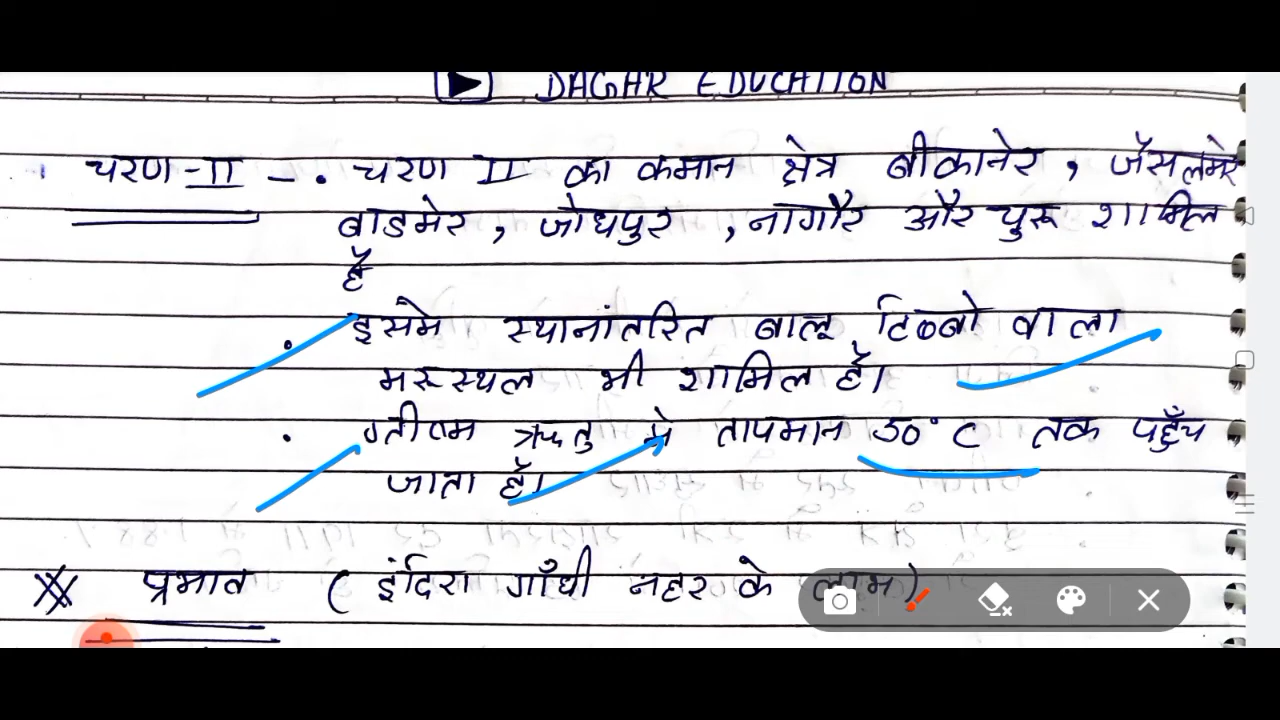 DAGAR EDUCATION
चरण-II - . चरण II का कमान क्षेत्र बीकानेर, जैसलमेर
बाडमेर, जोधपुर, नागौर और चुरू शामिल
है
. इसमे स्थानांतरित बालू टिब्बो वाला
मरूस्थल भी शामिल है।
. ग्रीष्म ऋतु मे तापमान 50°C तक पहुँच
जाता है।
प्रभाव ( इंदिरा गाँधी नहर के लाभ )